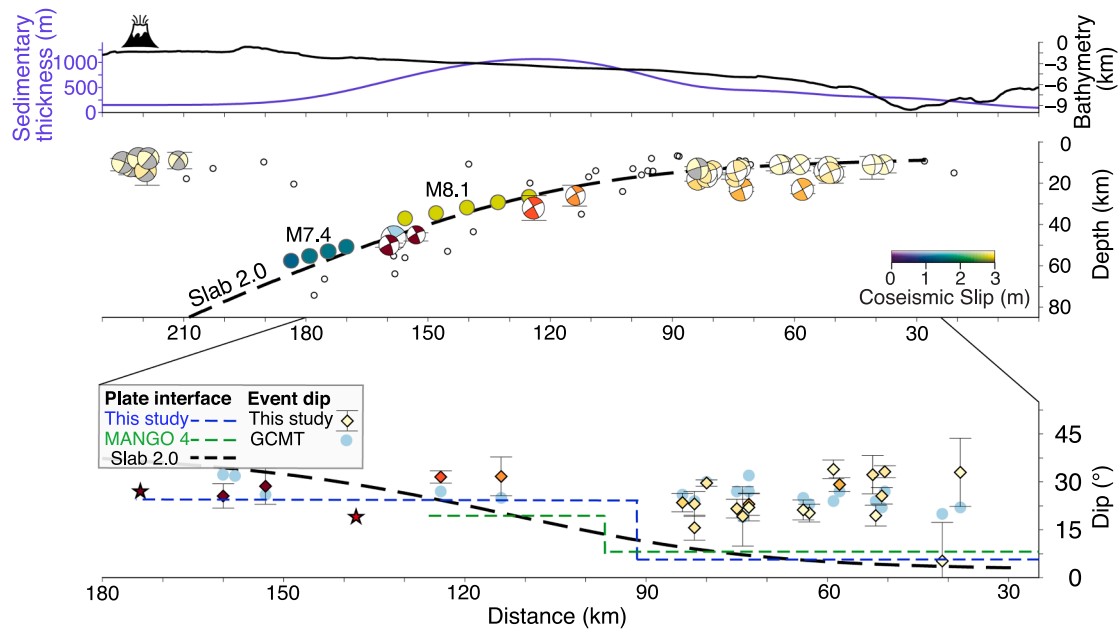 Sedimentary
thickness (m)
1000
500
0
0
−3
−6
−9
Bathymetry
(km)
M8.1
M7.4
Slab 2.0
0
20
40
60
80
Depth (km)
0 1 2 3
Coseismic Slip (m)
210 180 150 120 90 60 30
Plate interface Event dip
This study This study
MANGO 4 GCMT
Slab 2.0
45
30
15
0
Dip (°)
180 150 120 90 60 30
Distance (km)